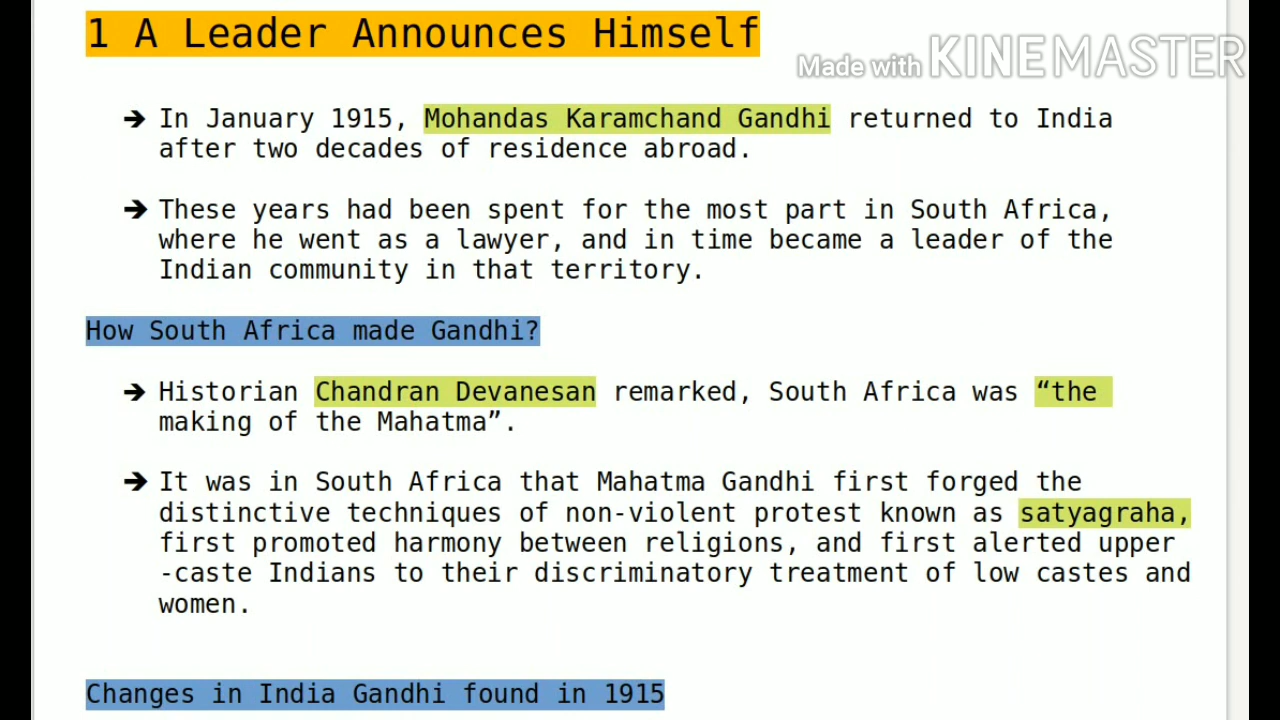 1 A Leader Announces Himself
Made with KINEMASTER
➔ In January 1915, Mohandas Karamchand Gandhi returned to India
after two decades of residence abroad.
➔ These years had been spent for the most part in South Africa,
where he went as a lawyer, and in time became a leader of the
Indian community in that territory.
How South Africa made Gandhi?
➔ Historian Chandran Devanesan remarked, South Africa was “the
making of the Mahatma”.
➔ It was in South Africa that Mahatma Gandhi first forged the
distinctive techniques of non-violent protest known as satyagraha,
first promoted harmony between religions, and first alerted upper
-caste Indians to their discriminatory treatment of low castes and
women.
Changes in India Gandhi found in 1915